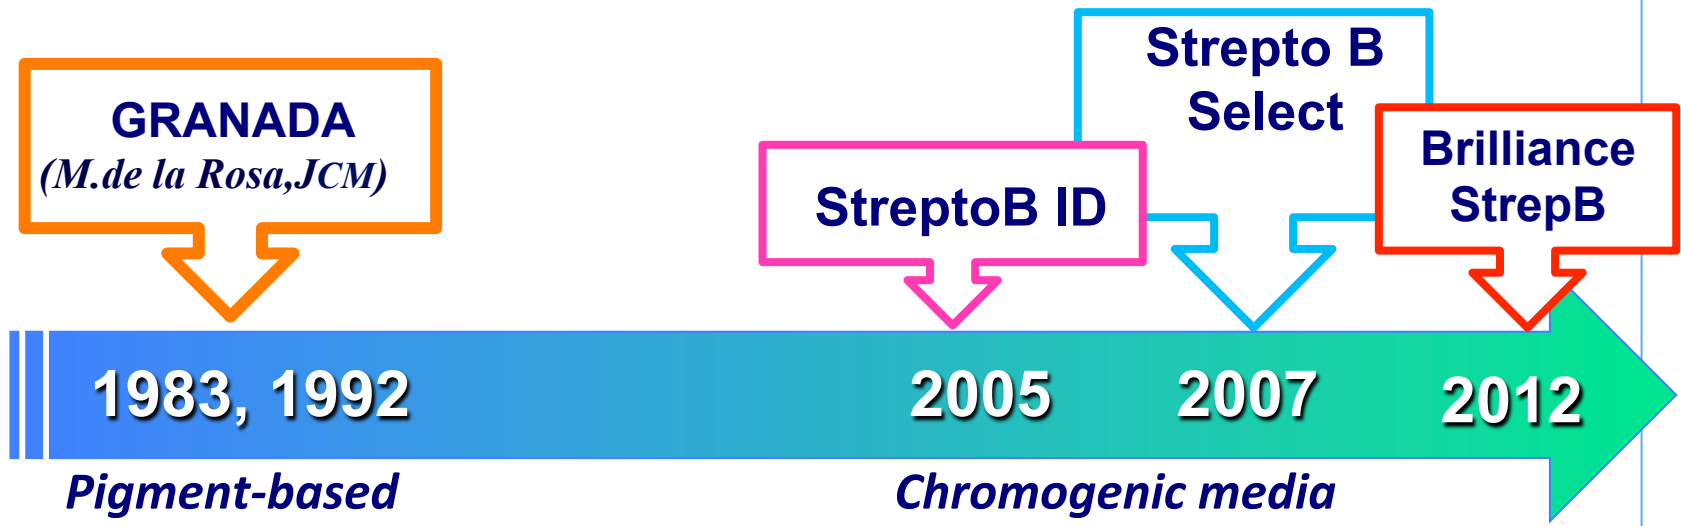 GRANADA
(M.de la Rosa,JCM)
StreptoB ID
Strepto B
Select
Brilliance
StrepB
1983, 1992
2005
2007
2012
Pigment-based
Chromogenic media